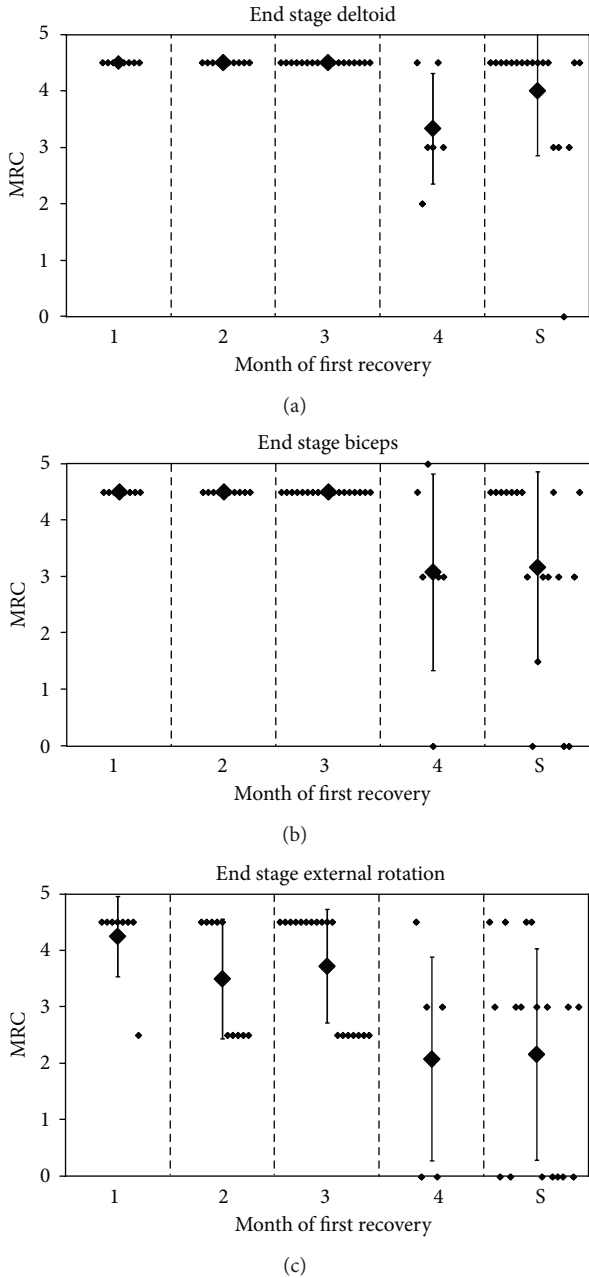 End stage deltoid
5
4
3
2
1
0
MRC
1 2 3 4 S
Month of first recovery
(a)
End stage biceps
5
4
3
2
1
0
MRC
1 2 3 4 S
Month of first recovery
(b)
End stage external rotation
5
4
3
2
1
0
MRC
1 2 3 4 S
Month of first recovery
(c)